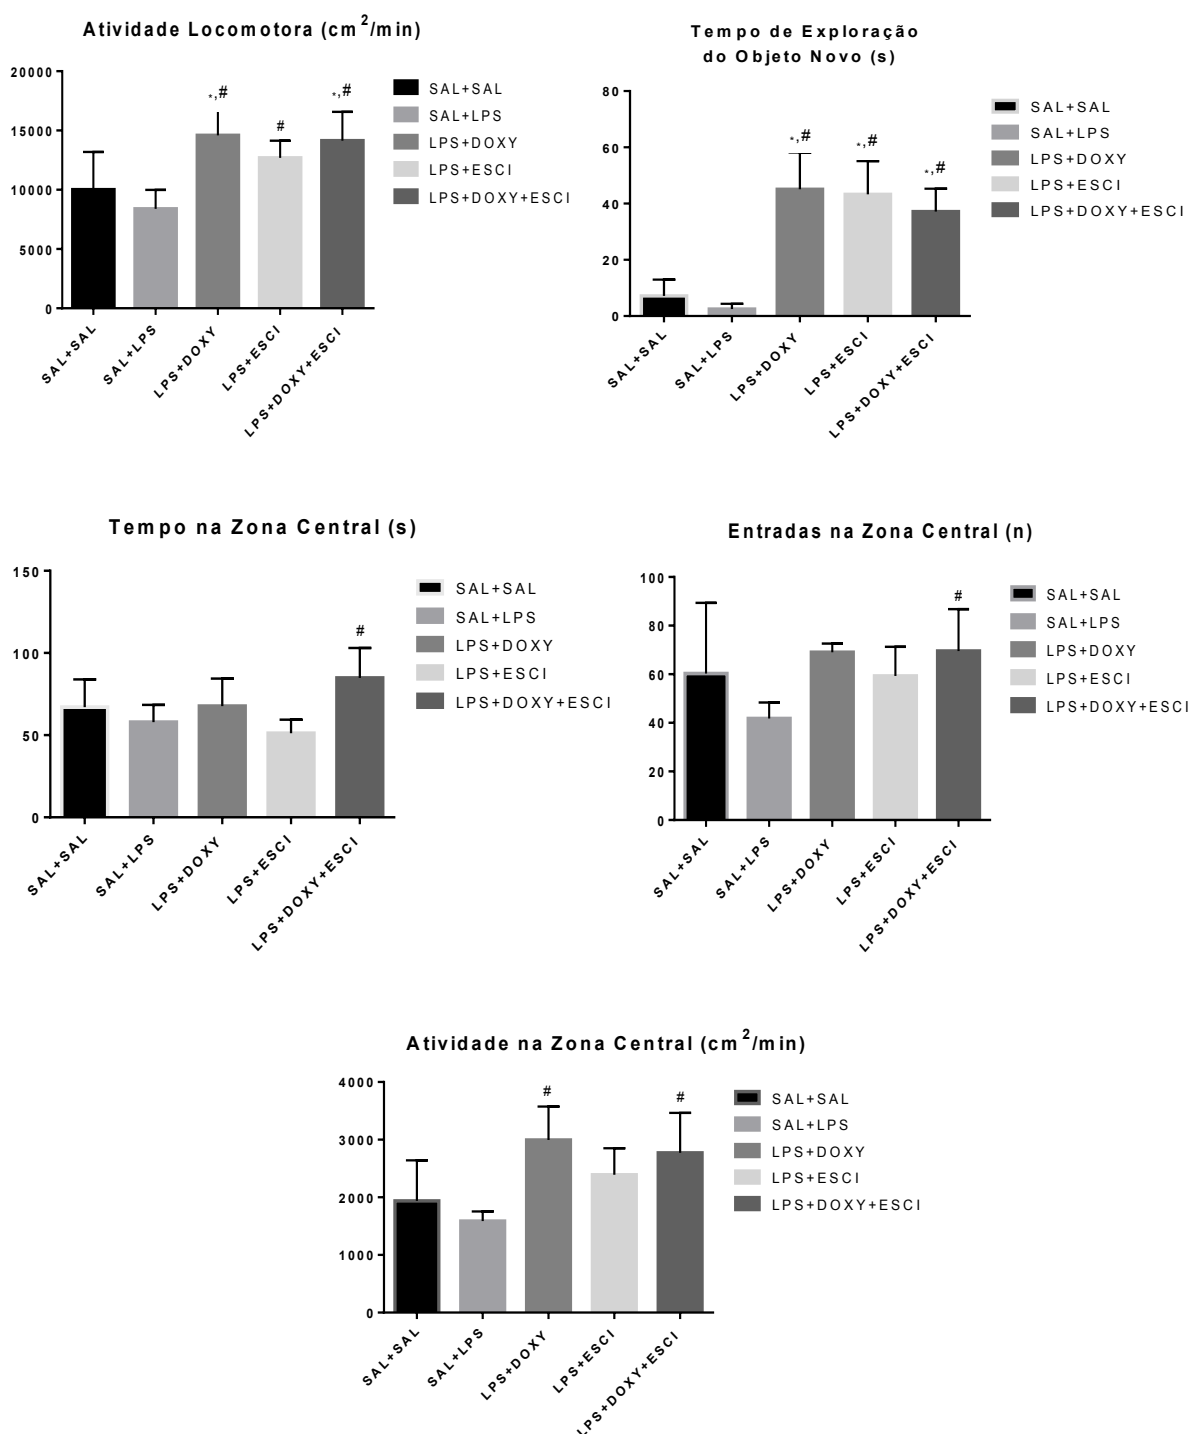 Atividade Locomotora (cm²/min)
20000
15000
10000
5000
0
*,#
#
*,#
SAL+SAL
SAL+LPS
LPS+DOXY
LPS+ESCI
LPS+DOXY+ESCI
SAL+SAL
SAL+LPS
LPS+DOXY
LPS+ESCI
LPS+DOXY+ESCI
Tempo de Exploração
do Objeto Novo (s)
80
60
40
20
0
*,#
*,#
*,#
SAL+SAL
SAL+LPS
LPS+DOXY
LPS+ESCI
LPS+DOXY+ESCI
SAL+SAL
SAL+LPS
LPS+DOXY
LPS+ESCI
LPS+DOXY+ESCI
Tempo na Zona Central (s)
150
100
50
0
#
SAL+SAL
SAL+LPS
LPS+DOXY
LPS+ESCI
LPS+DOXY+ESCI
SAL+SAL
SAL+LPS
LPS+DOXY
LPS+ESCI
LPS+DOXY+ESCI
Entradas na Zona Central (n)
100
80
60
40
20
0
#
SAL+SAL
SAL+LPS
LPS+DOXY
LPS+ESCI
LPS+DOXY+ESCI
SAL+SAL
SAL+LPS
LPS+DOXY
LPS+ESCI
LPS+DOXY+ESCI
Atividade na Zona Central (cm²/min)
4000
3000
2000
1000
0
#
#
SAL+SAL
SAL+LPS
LPS+DOXY
LPS+ESCI
LPS+DOXY+ESCI
SAL+SAL
SAL+LPS
LPS+DOXY
LPS+ESCI
LPS+DOXY+ESCI